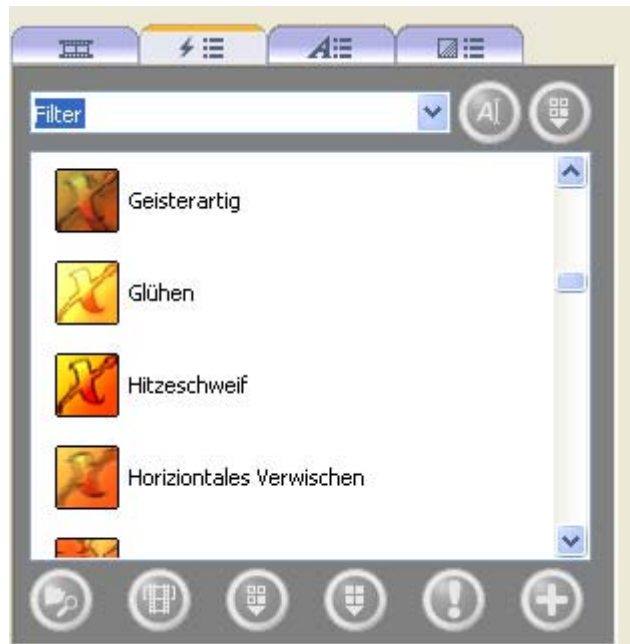 A
Filter
A
Geisterartig
Glühen
Hitzeschweif
Horiziontales Verwischen